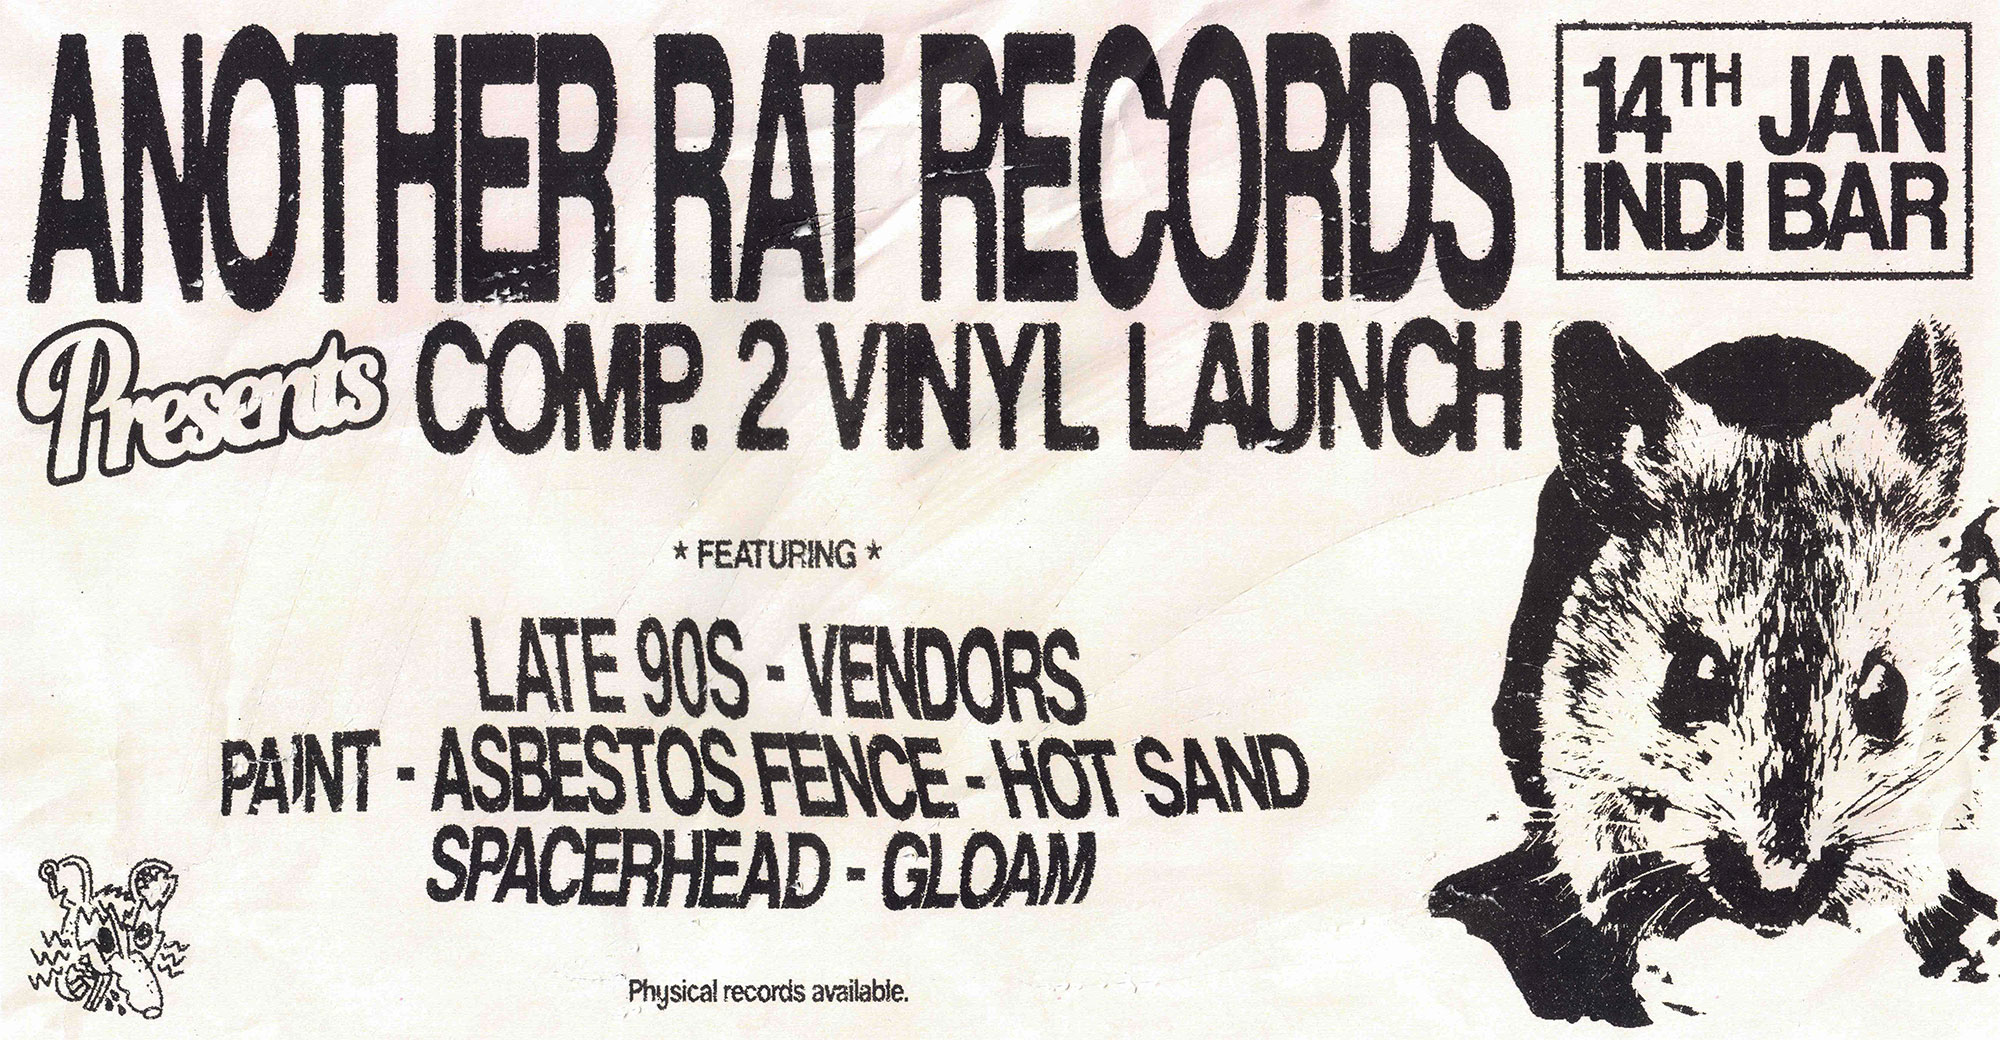 ANOTHER RAT RECORDS
14TH JAN
INDI BAR
Presents COMP. 2 VINYL LAUNCH
* FEATURING *
LATE 90S - VENDORS
PAINT - ASBESTOS FENCE - HOT SAND
SPACERHEAD - GLOAM
Physical records available.